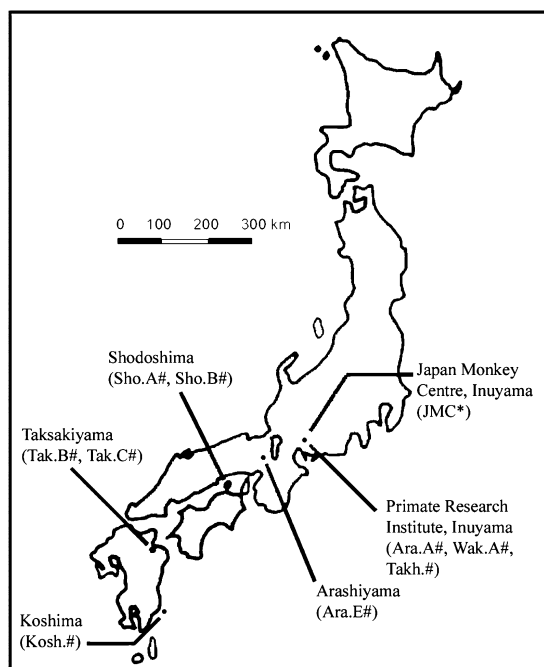 0 100 200 300 km
Shodoshima
(Sho.A#, Sho.B#)
Japan Monkey
Centre, Inuyama
(JMC*)
Taksakiyama
(Tak.B#, Tak.C#)
Primate Research
Institute, Inuyama
(Ara.A#, Wak.A#,
Takh.#)
Arashiyama
(Ara.E#)
Koshima
(Kosh.#)